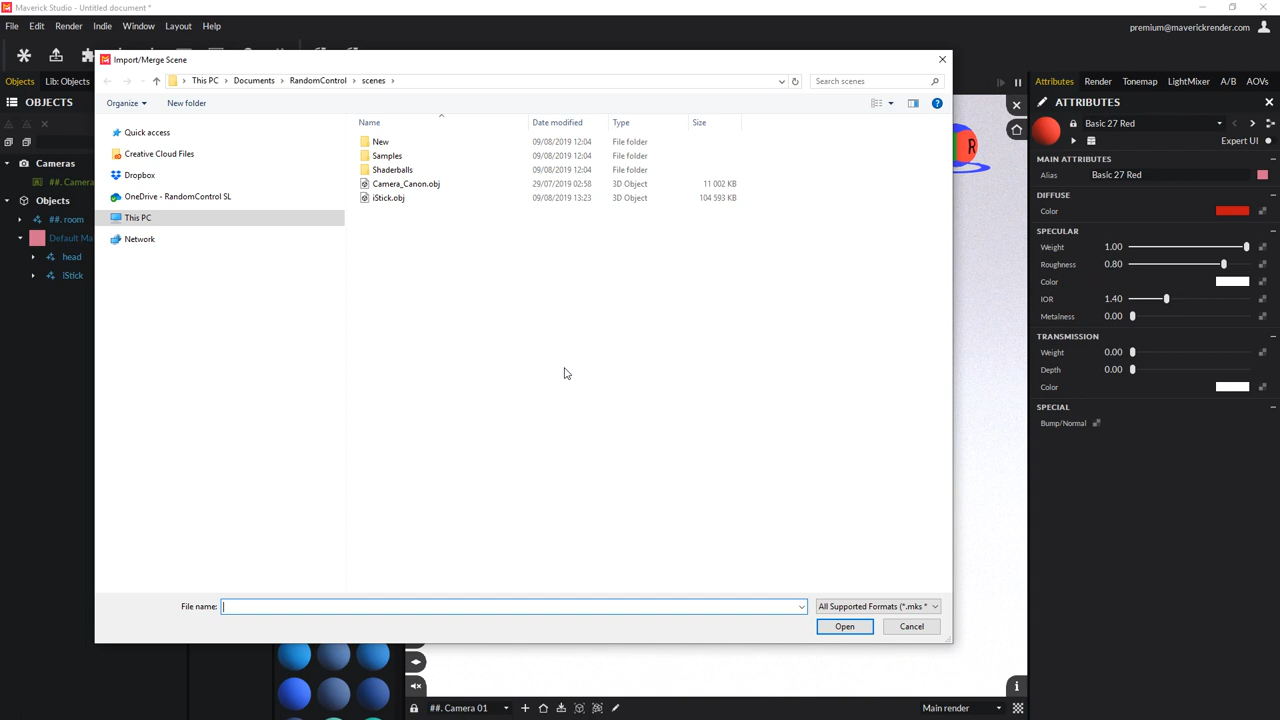 Maverick Studio - Untitled document *
File Edit Render Indie Window Layout Help
premium@maverickrender.com
Import/Merge Scene
Objects Lib: Objects
This PC Documents RandomControl scenes
Search scenes
Attributes Render Tonemap LightMixer A/B AOVs
OBJECTS
Organize New folder
ATTRIBUTES
Name Date modified Type Size
Basic 27 Red
Quick access
New 09/08/2019 12:04 File folder
Expert UI
Creative Cloud Files
Samples 09/08/2019 12:04 File folder
MAIN ATTRIBUTES
Cameras
Dropbox
Shaderballs 09/08/2019 12:04 File folder
Alias Basic 27 Red
##. Camera
Camera_Canon.obj 29/07/2019 02:58 3D Object 11 002 KB
DIFFUSE
Objects
OneDrive - RandomControl SL
iStick.obj 09/08/2019 13:23 3D Object 104 593 KB
Color
##. room
This PC
SPECULAR
Default Ma
Network
Weight 1.00
head
Roughness 0.80
iStick
Color
IOR 1.40
Metalness 0.00
TRANSMISSION
Weight 0.00
Depth 0.00
Color
SPECIAL
Bump/Normal
R
File name: All Supported Formats (*.mks *
Open Cancel
##. Camera 01 Main render